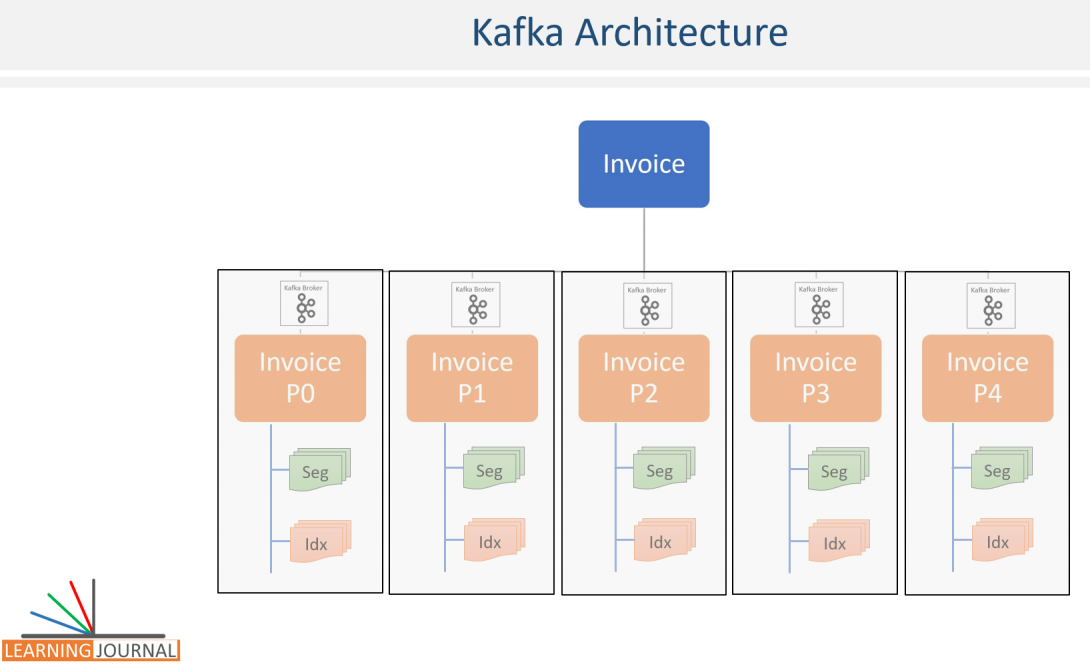 Kafka Architecture
Invoice
Kafka Broker
Kafka Broker
Kafka Broker
Kafka Broker
Kafka Broker
Invoice
P0
Invoice
P1
Invoice
P2
Invoice
P3
Invoice
P4
Seg
Seg
Seg
Seg
Seg
Idx
Idx
Idx
Idx
Idx
LEARNING JOURNAL